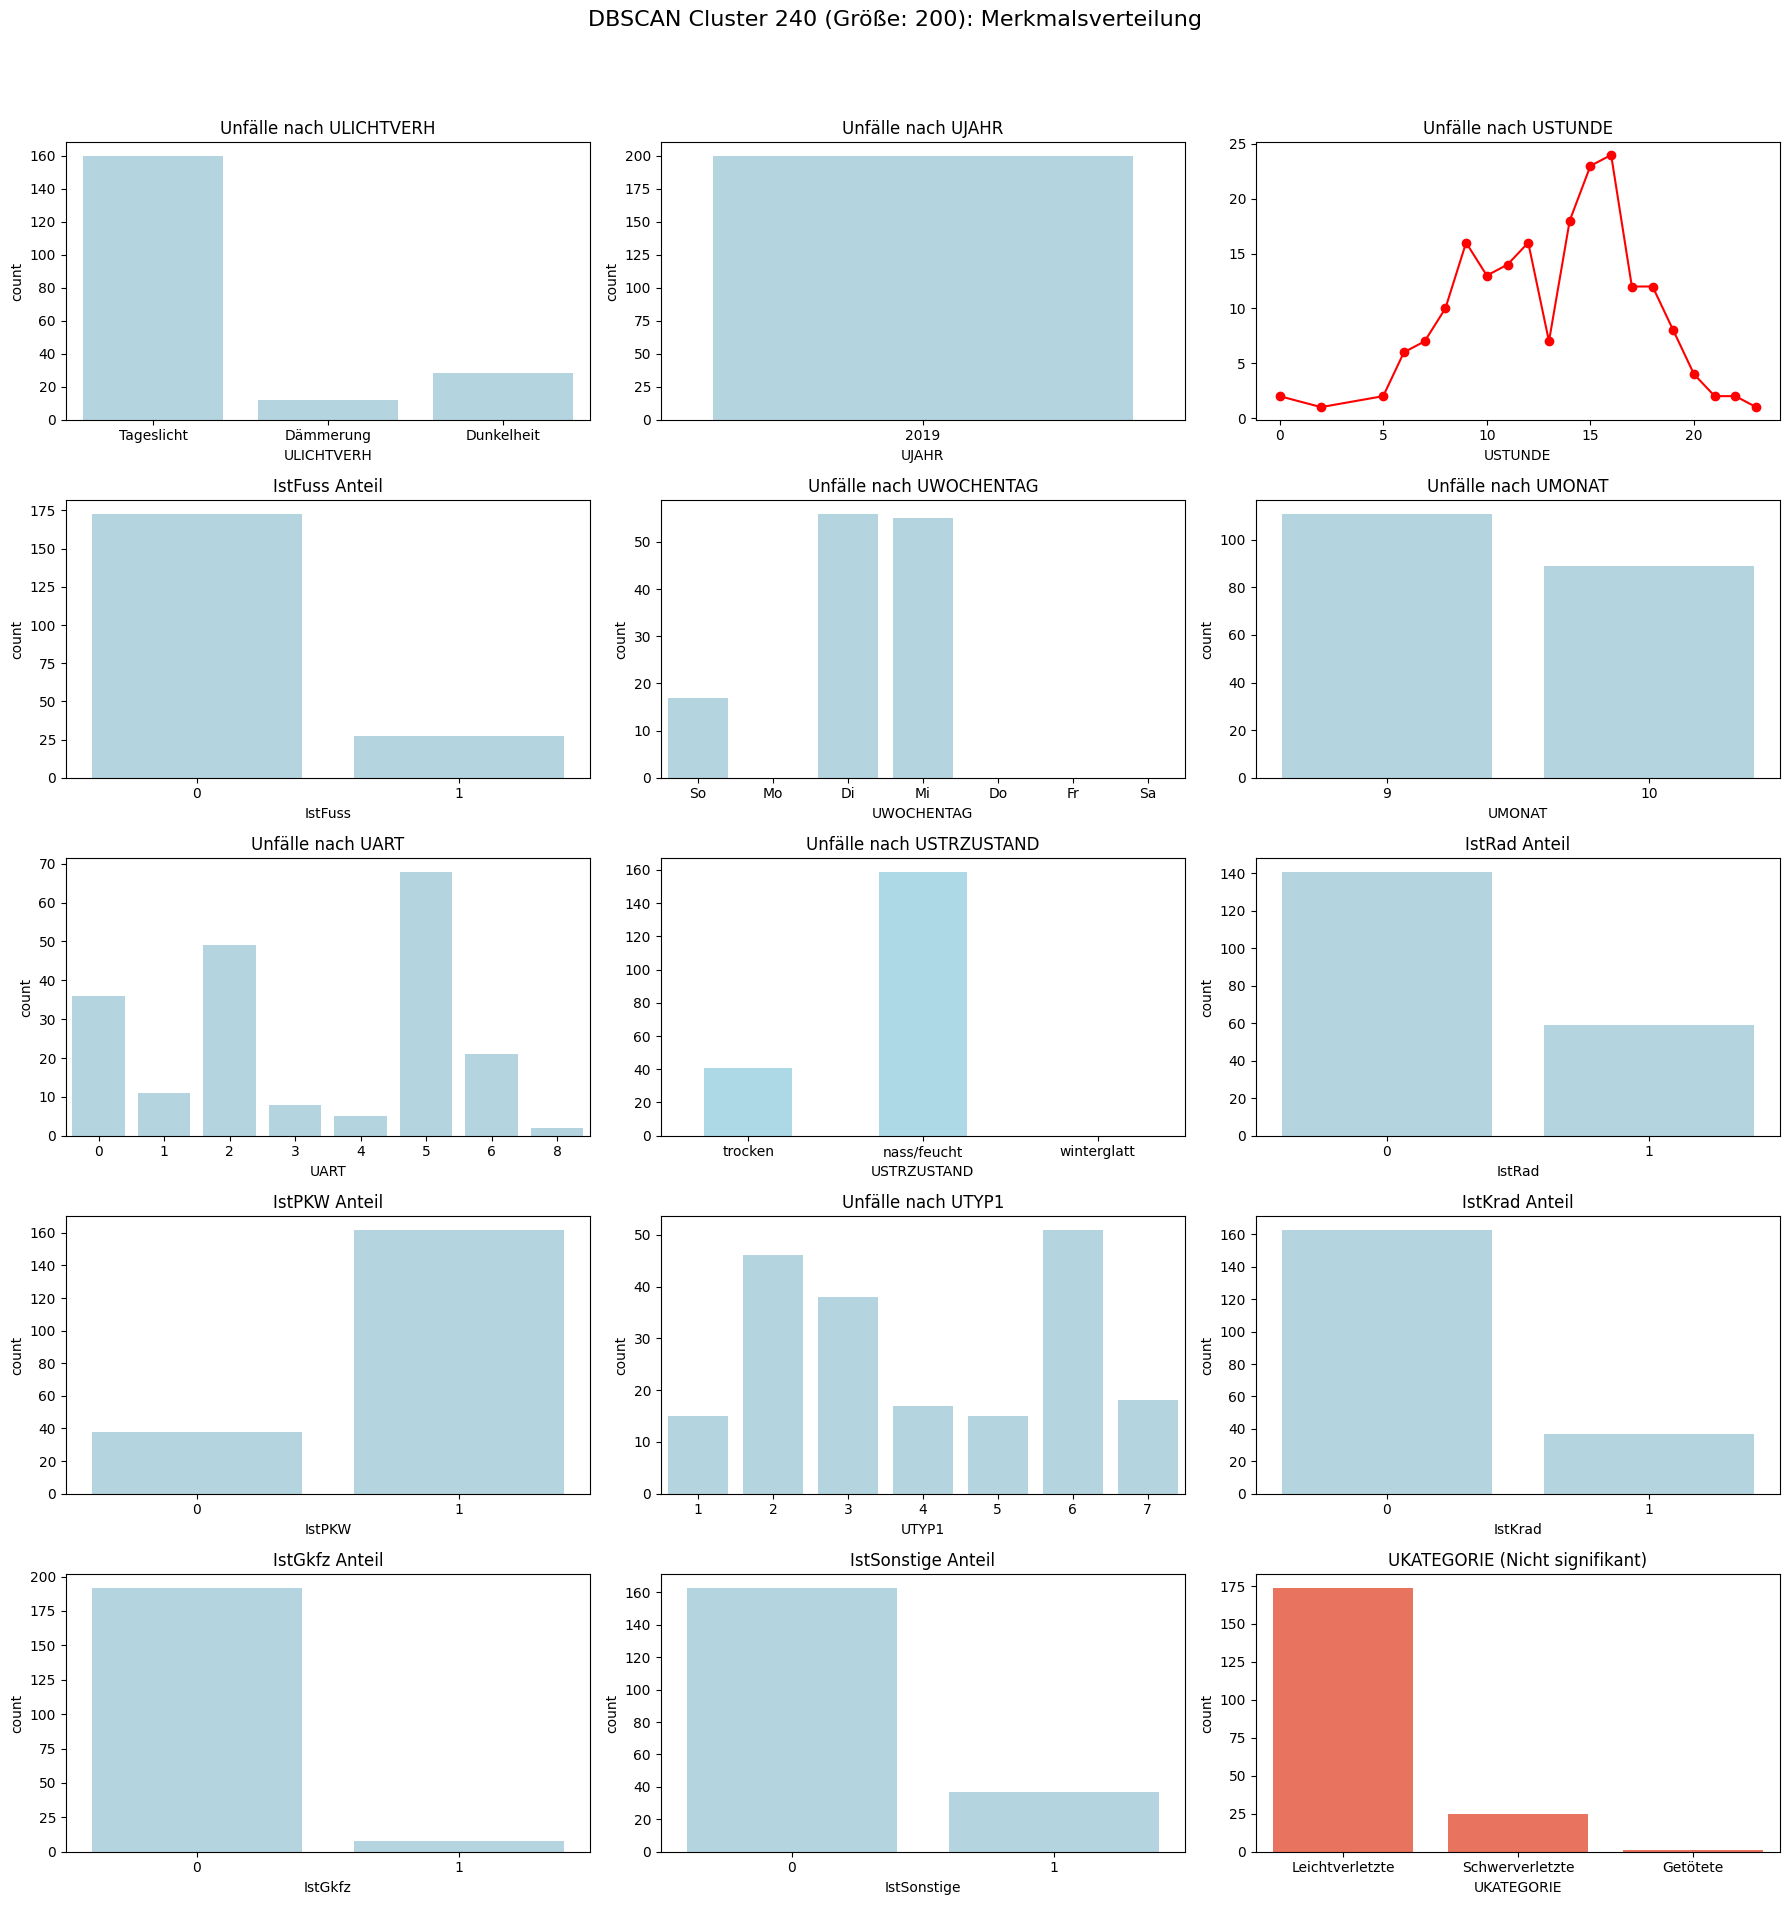 DBSCAN Cluster 240 (Größe: 200): Merkmalsverteilung
Unfälle nach ULICHTVERH
160
140
120
100
80
60
40
20
0
count
Tageslicht Dämmerung Dunkelheit
ULICHTVERH
Unfälle nach UJAHR
200
175
150
125
100
75
50
25
0
count
2019
UJAHR
Unfälle nach USTUNDE
25
20
15
10
5
0
0 5 10 15 20
USTUNDE
IstFuss Anteil
175
150
125
100
75
50
25
0
count
0 1
IstFuss
Unfälle nach UWOCHENTAG
50
40
30
20
10
0
count
So Mo Di Mi Do Fr Sa
UWOCHENTAG
Unfälle nach UMONAT
100
80
60
40
20
0
count
9 10
UMONAT
Unfälle nach UART
70
60
50
40
30
20
10
0
count
0 1 2 3 4 5 6 8
UART
Unfälle nach USTRZUSTAND
160
140
120
100
80
60
40
20
0
trocken nass/feucht winterglatt
USTRZUSTAND
IstRad Anteil
140
120
100
80
60
40
20
0
count
0 1
IstRad
IstPKW Anteil
160
140
120
100
80
60
40
20
0
count
0 1
IstPKW
Unfälle nach UTYP1
50
40
30
20
10
0
count
1 2 3 4 5 6 7
UTYP1
IstKrad Anteil
160
140
120
100
80
60
40
20
0
count
0 1
IstKrad
IstGkfz Anteil
200
175
150
125
100
75
50
25
0
count
0 1
IstGkfz
IstSonstige Anteil
160
140
120
100
80
60
40
20
0
count
0 1
IstSonstige
UKATEGORIE (Nicht signifikant)
175
150
125
100
75
50
25
0
count
Leichtverletzte Schwerverletzte Getötete
UKATEGORIE